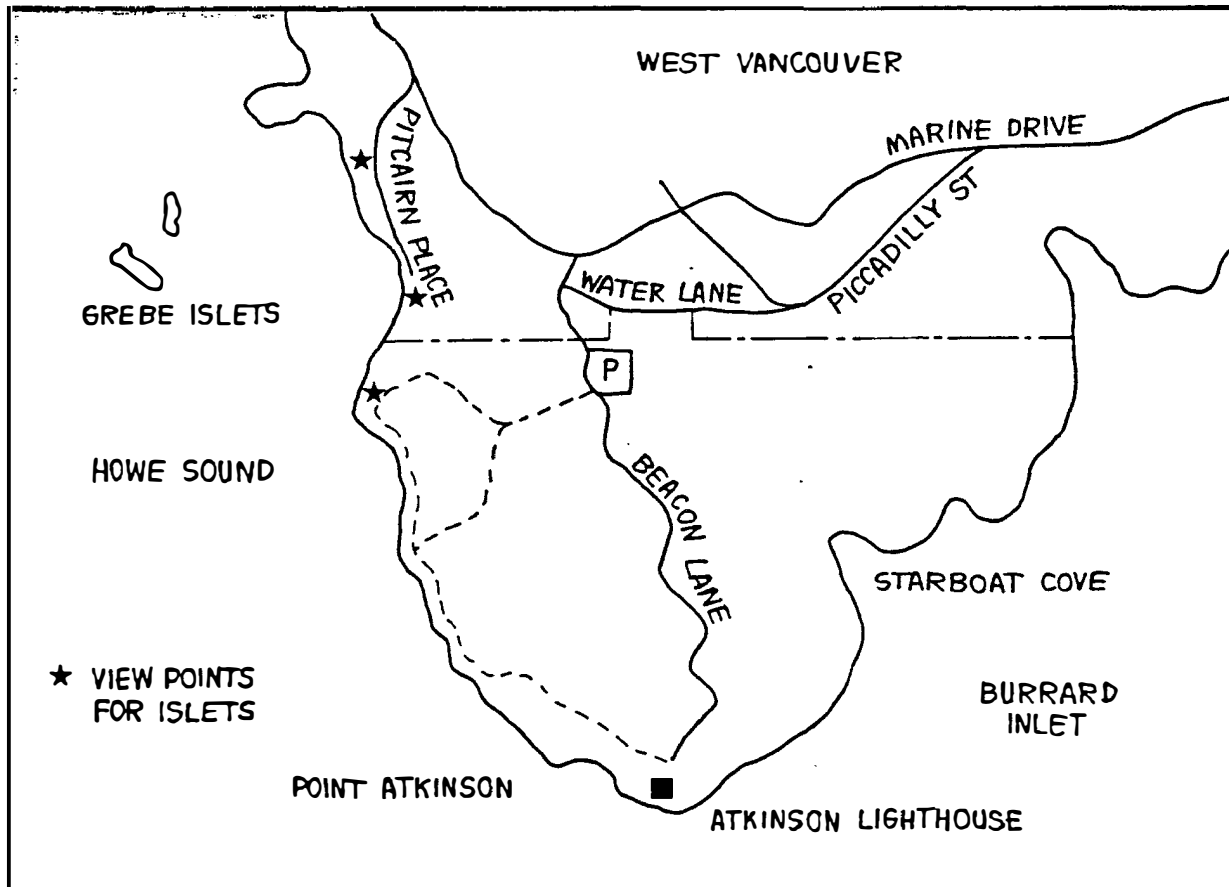 WEST VANCOUVER
MARINE DRIVE
PITCAIRN PLACE
PICCADILLY ST
WATER LANE
GREBE ISLETS
P
HOWE SOUND
BEACON LANE
STARBOAT COVE
★ VIEW POINTS
FOR ISLETS
BURRARD
INLET
POINT ATKINSON
ATKINSON LIGHTHOUSE